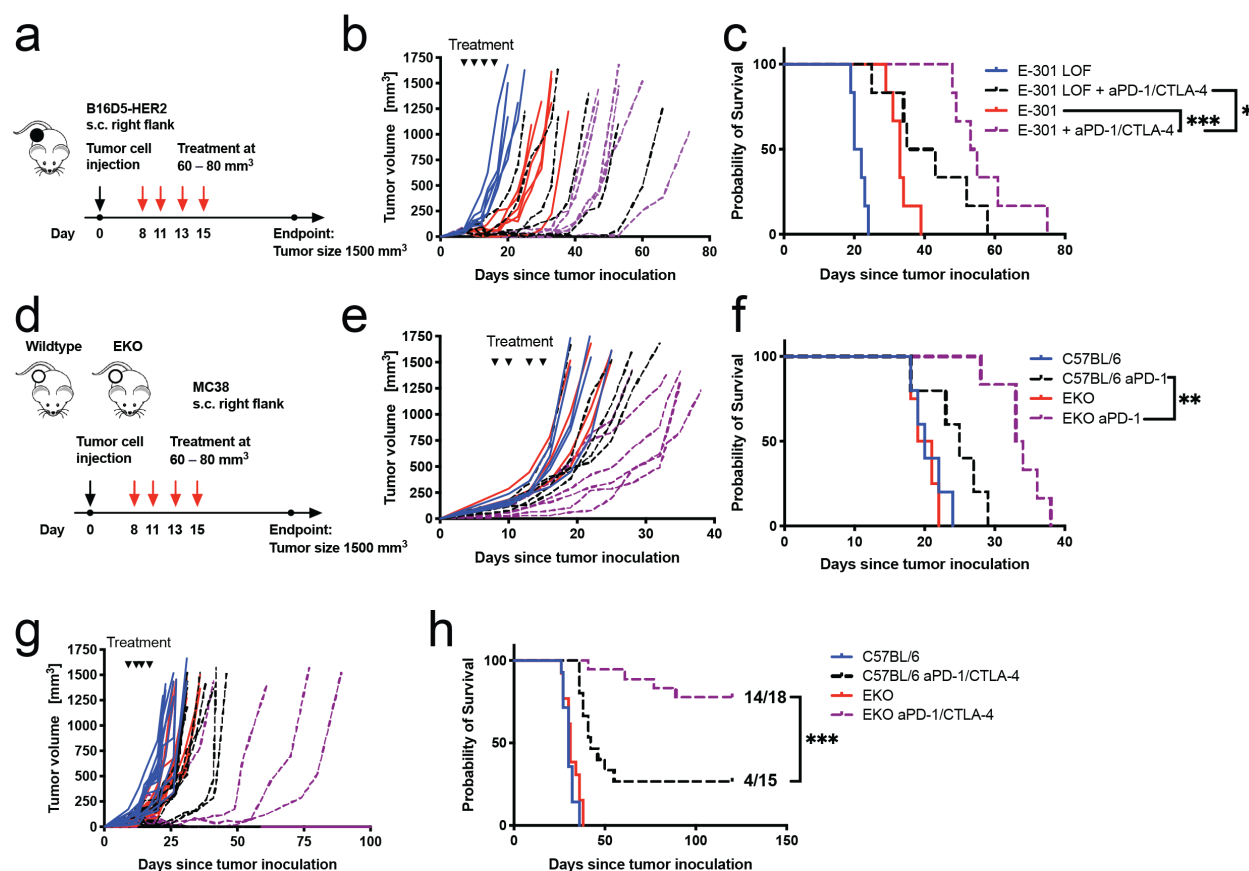 a
B16D5-HER2
s.c. right flank
Tumor cell
injection
Treatment at
60 – 80 mm³
Day
0
8
11
13
15
Endpoint:
Tumor size 1500 mm³
b
Treatment
Tumor volume [mm³]
1750
1500
1250
1000
750
500
250
0
0
20
40
60
80
Days since tumor inoculation
c
Probability of Survival
100
50
0
0
20
40
60
80
Days since tumor inoculation
E-301 LOF
E-301 LOF + aPD-1/CTLA-4
E-301
E-301 + aPD-1/CTLA-4
***
*
d
Wildtype
EKO
MC38
s.c. right flank
Tumor cell
injection
Treatment at
60 – 80 mm³
Day
0
8
11
13
15
Endpoint:
Tumor size 1500 mm³
e
Treatment
Tumor volume [mm³]
1750
1500
1250
1000
750
500
250
0
0
10
20
30
40
Days since tumor inoculation
f
Probability of Survival
100
50
0
0
10
20
30
40
Days since tumor inoculation
C57BL/6
C57BL/6 aPD-1
EKO
EKO aPD-1
**
g
Treatment
Tumor volume [mm³]
1750
1500
1250
1000
750
500
250
0
0
25
50
75
100
Days since tumor inoculation
h
Probability of Survival
100
50
0
0
50
100
150
Days since tumor inoculation
14/18
4/15
***
C57BL/6
C57BL/6 aPD-1/CTLA-4
EKO
EKO aPD-1/CTLA-4